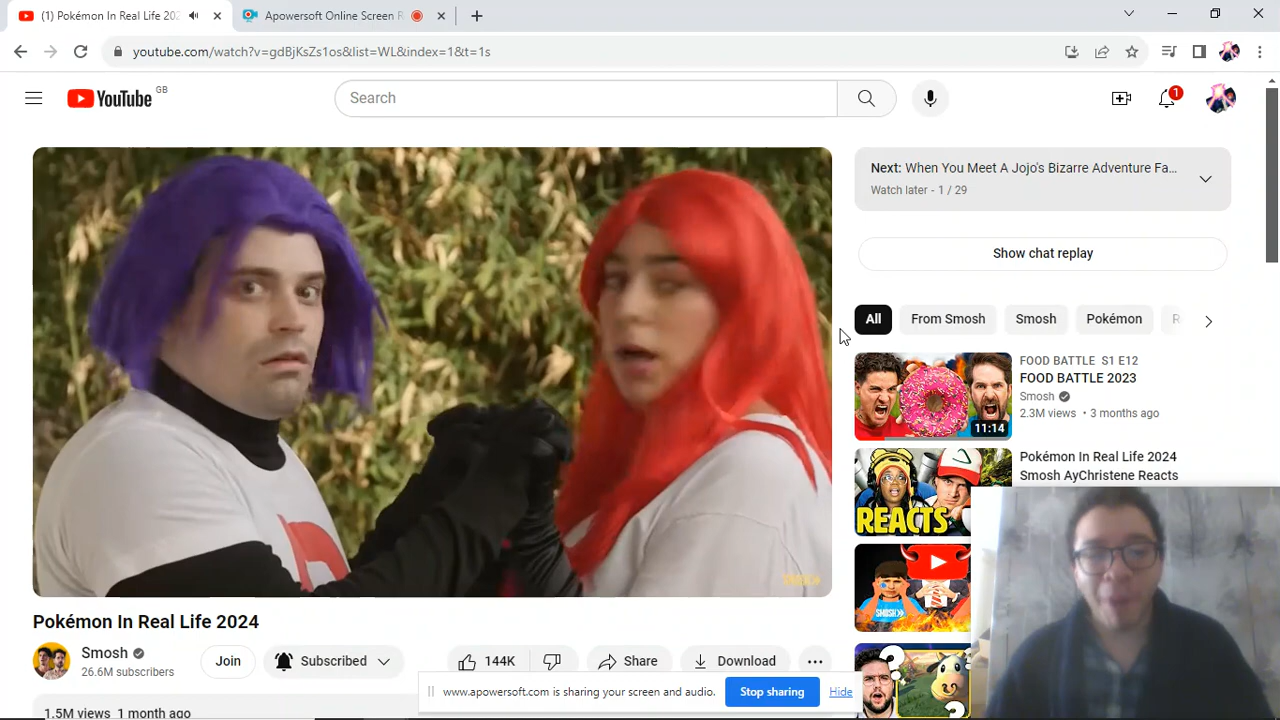 (1) Pokémon In Real Life 202
Apowersoft Online Screen R
youtube.com/watch?v=gdBjKsZs1os&list=WL&index=1&t=1s
YouTube GB
Search
1
Next: When You Meet A Jojo's Bizarre Adventure Fa...
Watch later - 1 / 29
Show chat replay
All
From Smosh
Smosh
Pokémon
FOOD BATTLE S1 E12
FOOD BATTLE 2023
Smosh
2.3M views • 3 months ago
11:14
Pokémon In Real Life 2024
Smosh AyChristene Reacts
REACTS
SMOSH
Pokémon In Real Life 2024
Smosh
26.6M subscribers
Join
Subscribed
144K
Share
Download
www.apowersoft.com is sharing your screen and audio.
Stop sharing
Hide
1.5M views 1 month ago